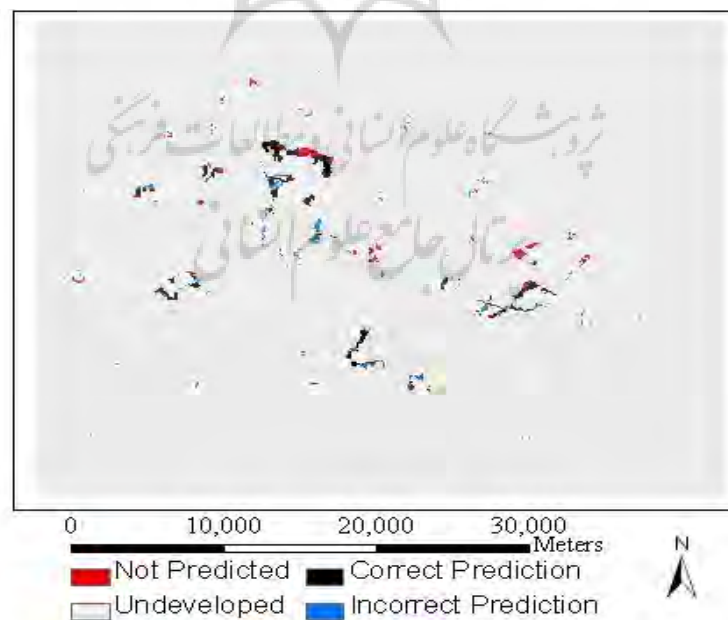 پژوهشگاه علوم انسانی و مطالعات فرهنگی
پرتال جامع علوم انسانی
0 10,000 20,000 30,000
Meters
N
Not Predicted Correct Prediction
Undeveloped Incorrect Prediction